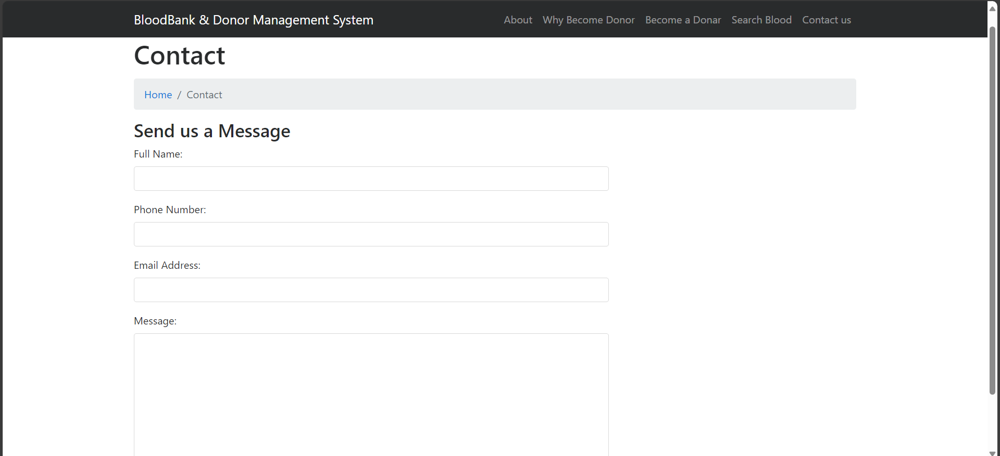 BloodBank & Donor Management System About Why Become Donor Become a Donar Search Blood Contact us
Contact
Home / Contact
Send us a Message
Full Name:
Phone Number:
Email Address:
Message: